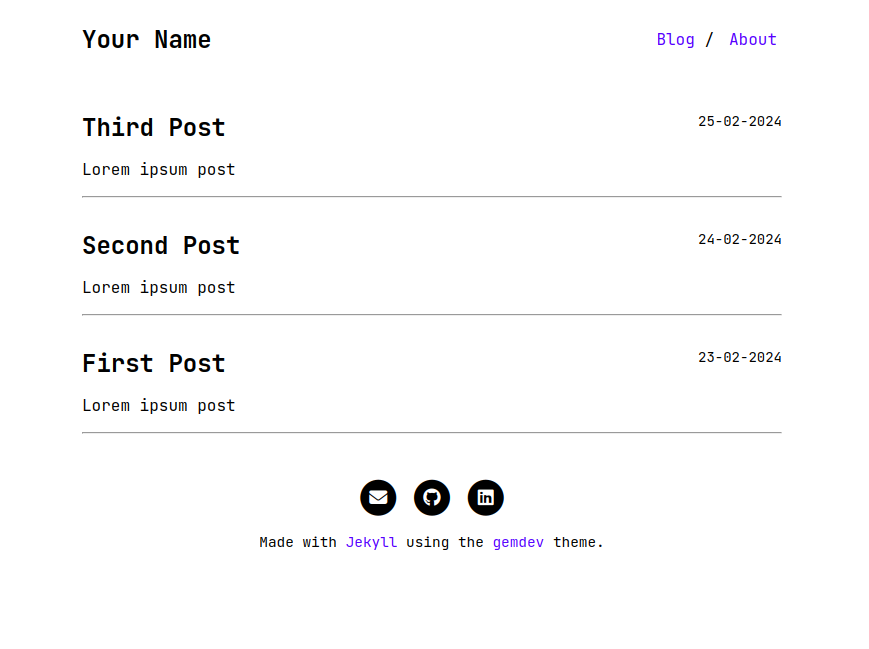 Your Name
Blog / About
Third Post
25-02-2024
Lorem ipsum post
Second Post
24-02-2024
Lorem ipsum post
First Post
23-02-2024
Lorem ipsum post
in
Made with Jekyll using the gemdev theme.